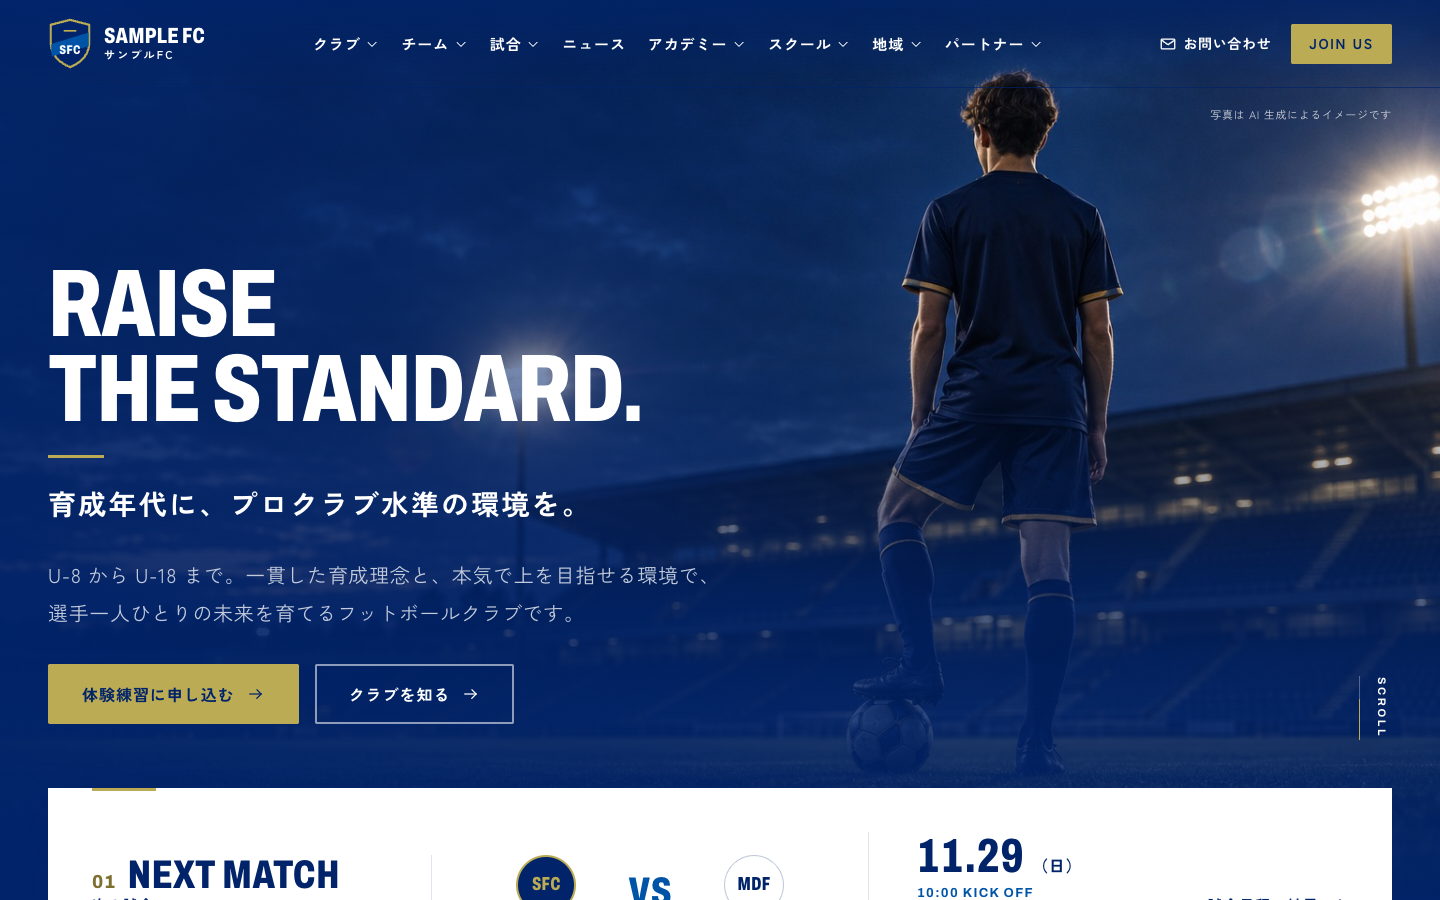 SFC
SAMPLE FC
サンプルFC
クラブ
チーム
試合
ニュース
アカデミー
スクール
地域
パートナー
お問い合わせ
JOIN US
写真は AI 生成によるイメージです
RAISE
THE STANDARD.
育成年代に、プロクラブ水準の環境を。
U-8 から U-18 まで。一貫した育成理念と、本気で上を目指せる環境で、
選手一人ひとりの未来を育てるフットボールクラブです。
体験練習に申し込む
クラブを知る
SCROLL
01 NEXT MATCH
SFC
VS
MDF
11.29 （日）
10:00 KICK OFF